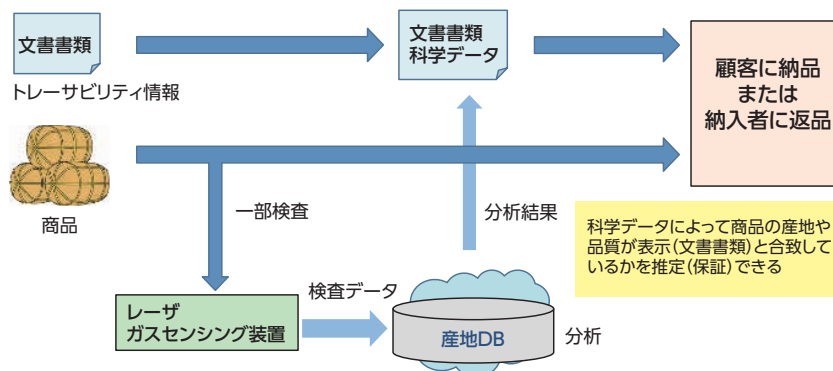 文書書類
トレーサビリティ情報
文書書類
科学データ
顧客に納品
または
納入者に返品
商品
一部検査
分析結果
科学データによって商品の産地や
品質が表示(文書書類)と合致して
いるかを推定(保証)できる
レーザ
ガスセンシング装置
検査データ
産地DB
分析